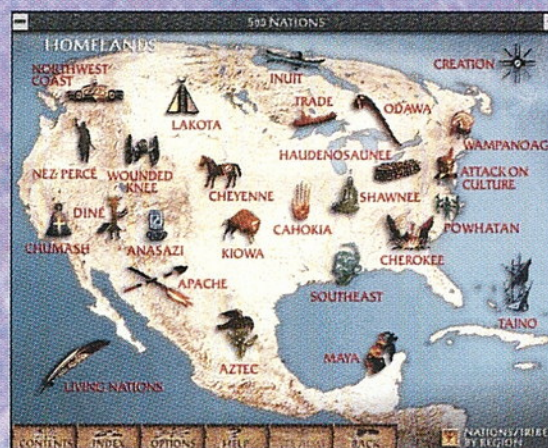 500 NATIONS
HOMELANDS
INUIT
CREATION
NORTHWEST
COAST
LAKOTA
TRADE
ODAWA
WAMPANOAG
HAUDENOSAUNEE
NEZ PERCÉ
WOUNDED
KNEE
CHEYENNE
SHAWNEE
ATTACK ON
CULTURE
POWHATAN
DINÉ
CHUMASH
ANASAZI
KIOWA
CAHOKIA
CHEROKEE
APACHE
SOUTHEAST
TAINO
AZTEC
MAYA
LIVING NATIONS
CONTENTS
INDEX
OPTIONS
HELP
BACK
NATIONS/TRIBES
BY REGION